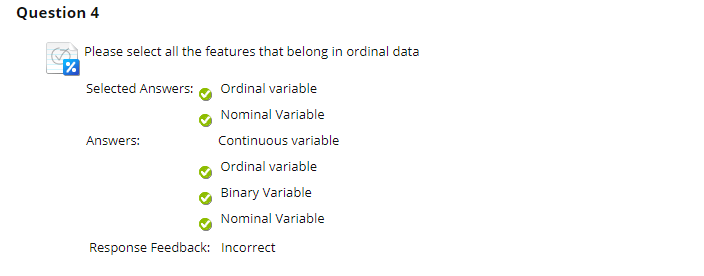 Question 4
Please select all the features that belong in ordinal data
Selected Answers: Ordinal variable
Nominal Variable
Answers: Continuous variable
Ordinal variable
Binary Variable
Nominal Variable
Response Feedback: Incorrect